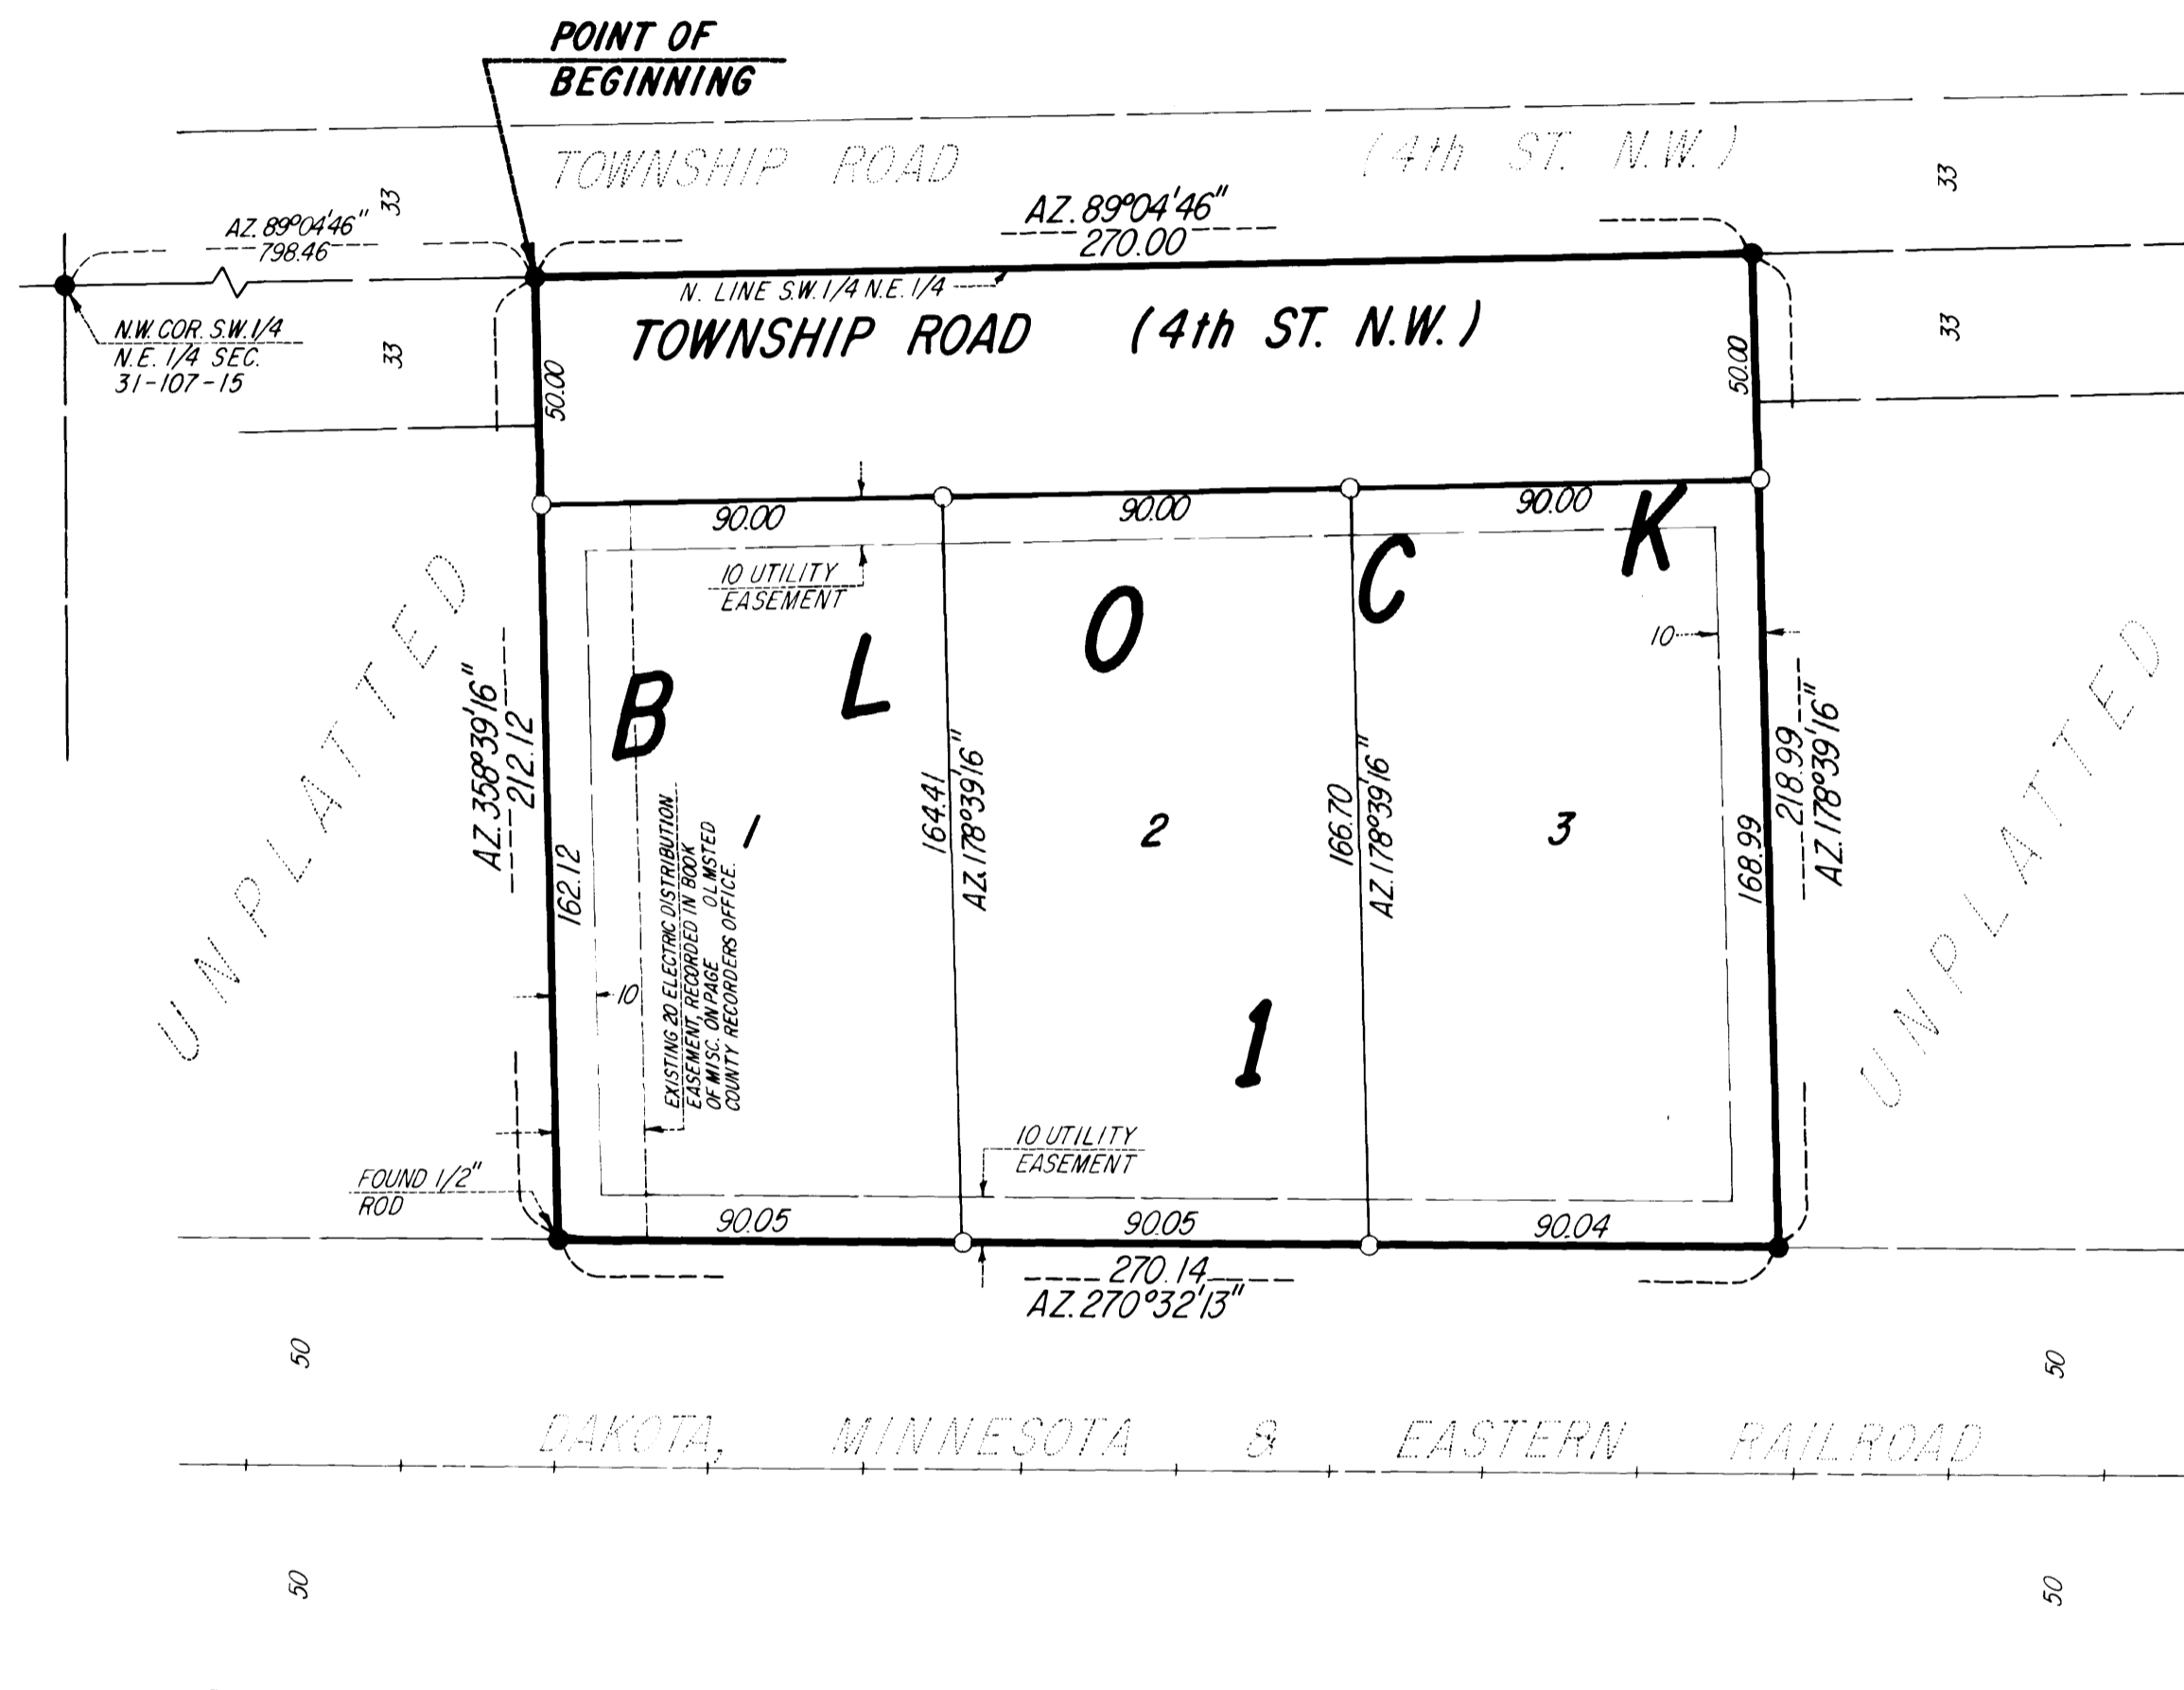 POINT OF
BEGINNING
TOWNSHIP ROAD (4th ST. N.W.)
33
33
AZ. 89°04'46"
798.46
AZ. 89°04'46"
270.00
N. LINE S.W. 1/4 N.E. 1/4
TOWNSHIP ROAD (4th ST. N.W.)
N.W. COR. S.W. 1/4
N.E. 1/4 SEC.
31-107-15
33
33
50.00
50.00
90.00
90.00
90.00
10 UTILITY
EASEMENT
BLOCK
10
UNPLATTED
UNPLATTED
AZ. 358°39'16"
212.12
162.12
164.41
AZ. 178°39'16"
166.70
AZ. 178°39'16"
168.99
218.99
AZ. 178°39'16"
1
2
3
EXISTING 20 ELECTRIC DISTRIBUTION
EASEMENT, RECORDED IN BOOK
OF MISC. ON PAGE OLMSTED
COUNTY RECORDERS OFFICE.
10
1
10 UTILITY
EASEMENT
FOUND 1/2"
ROD
90.05
90.05
90.04
270.14
AZ. 270°32'13"
50
50
DAKOTA, MINNESOTA & EASTERN RAILROAD
50
50